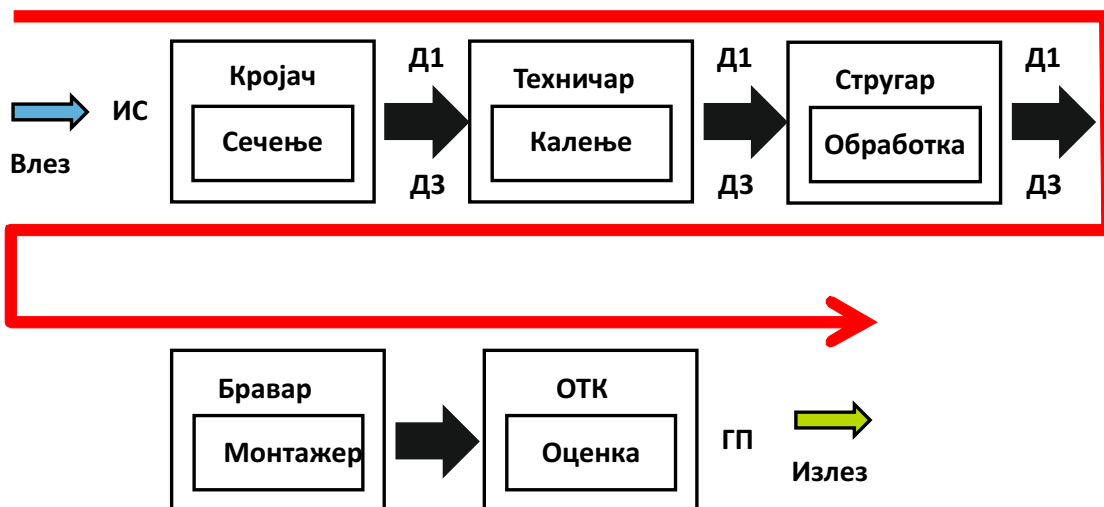 Кројач
Сечење
Д1
Д3
Техничар
Калење
Д1
Д3
Стругар
Обработка
Д1
Д3
ИС
Влез
Бравар
Монтажер
ОТК
Оценка
ГП
Излез